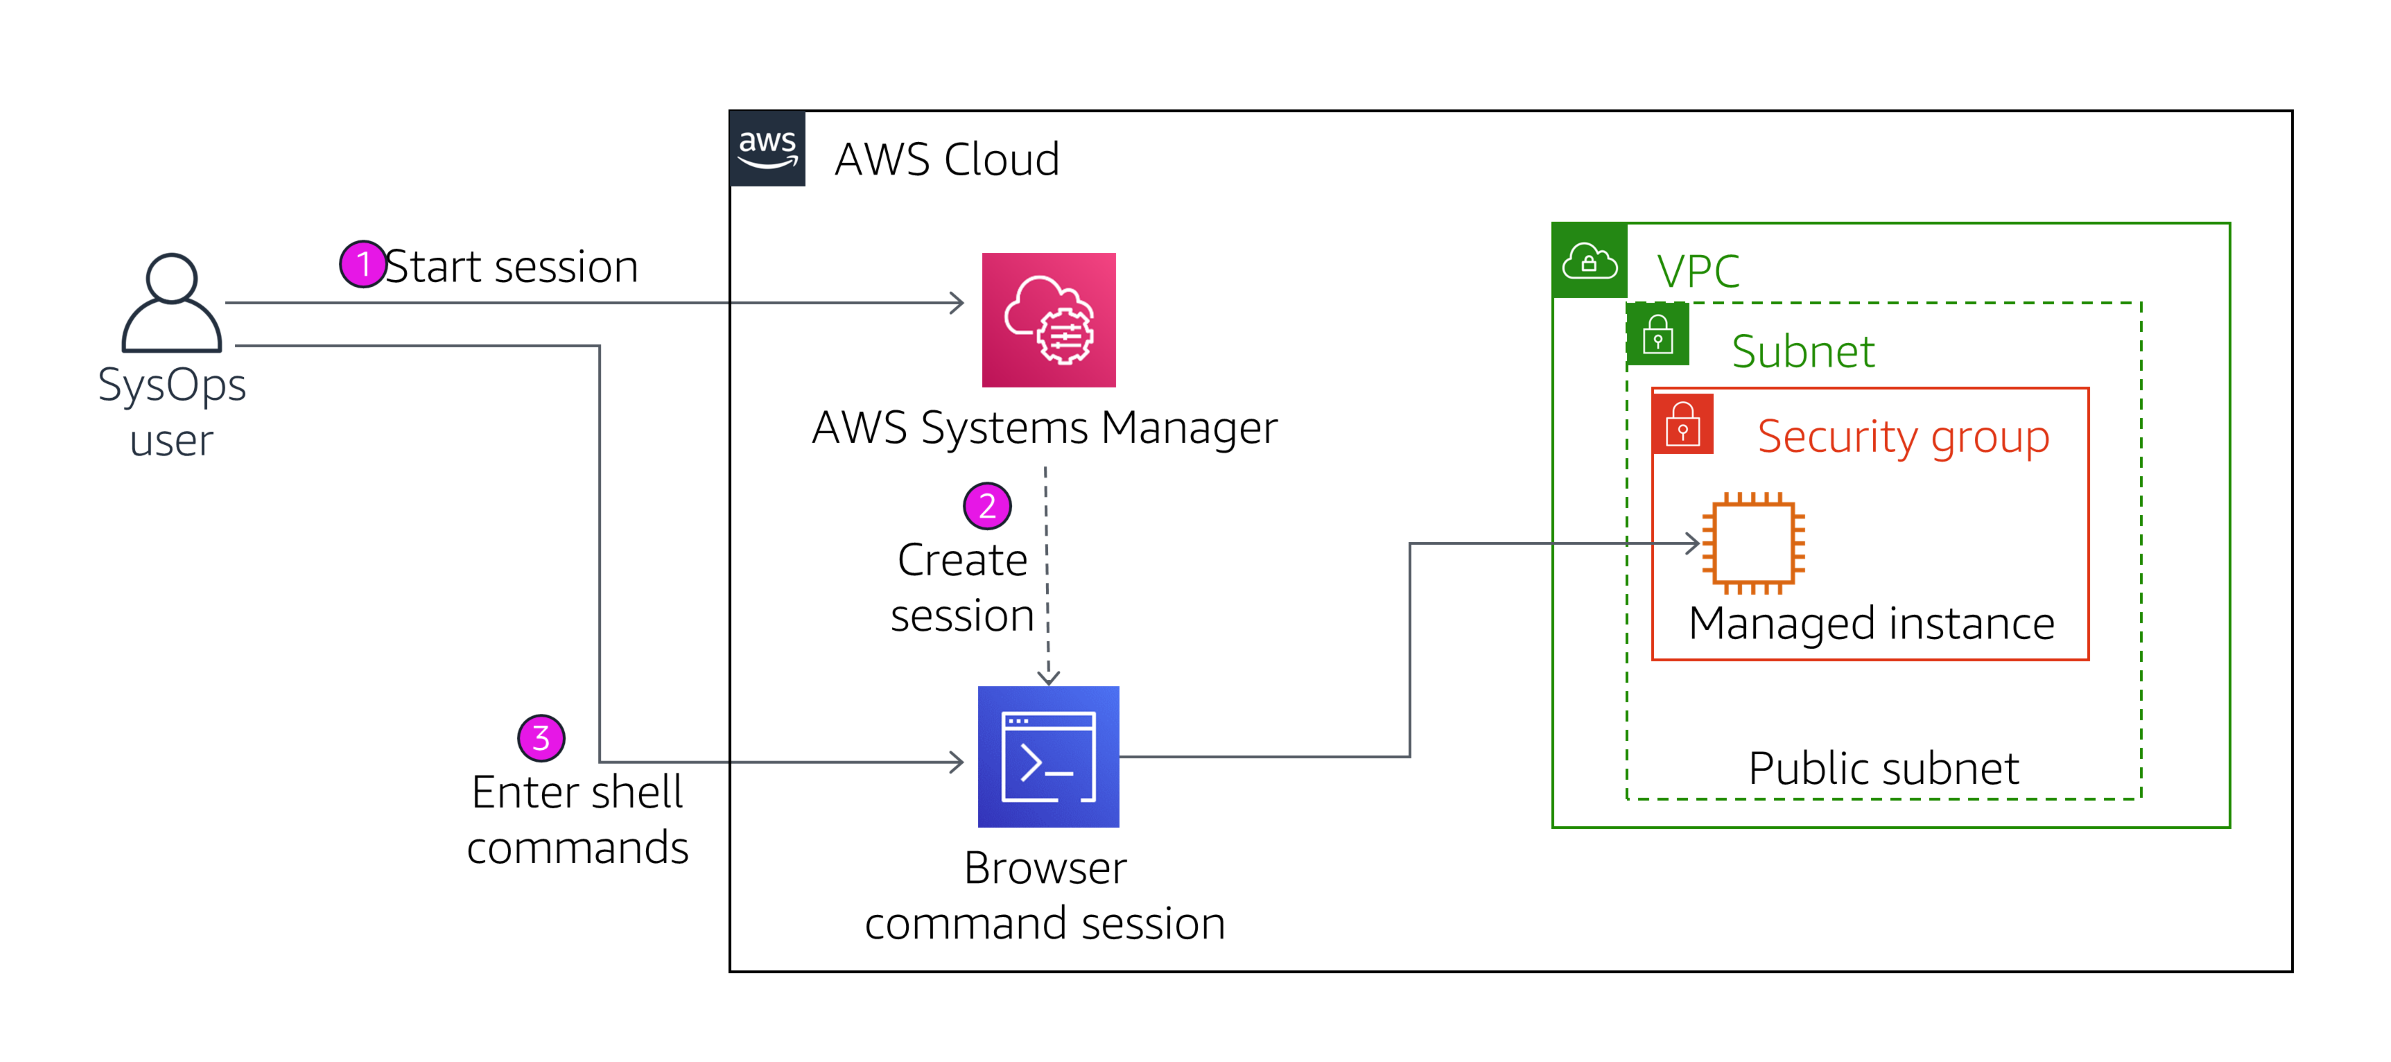 aws
AWS Cloud
1 Start session
SysOps
user
AWS Systems Manager
2
Create
session
3
Enter shell
commands
Browser
command session
VPC
Subnet
Security group
Managed instance
Public subnet